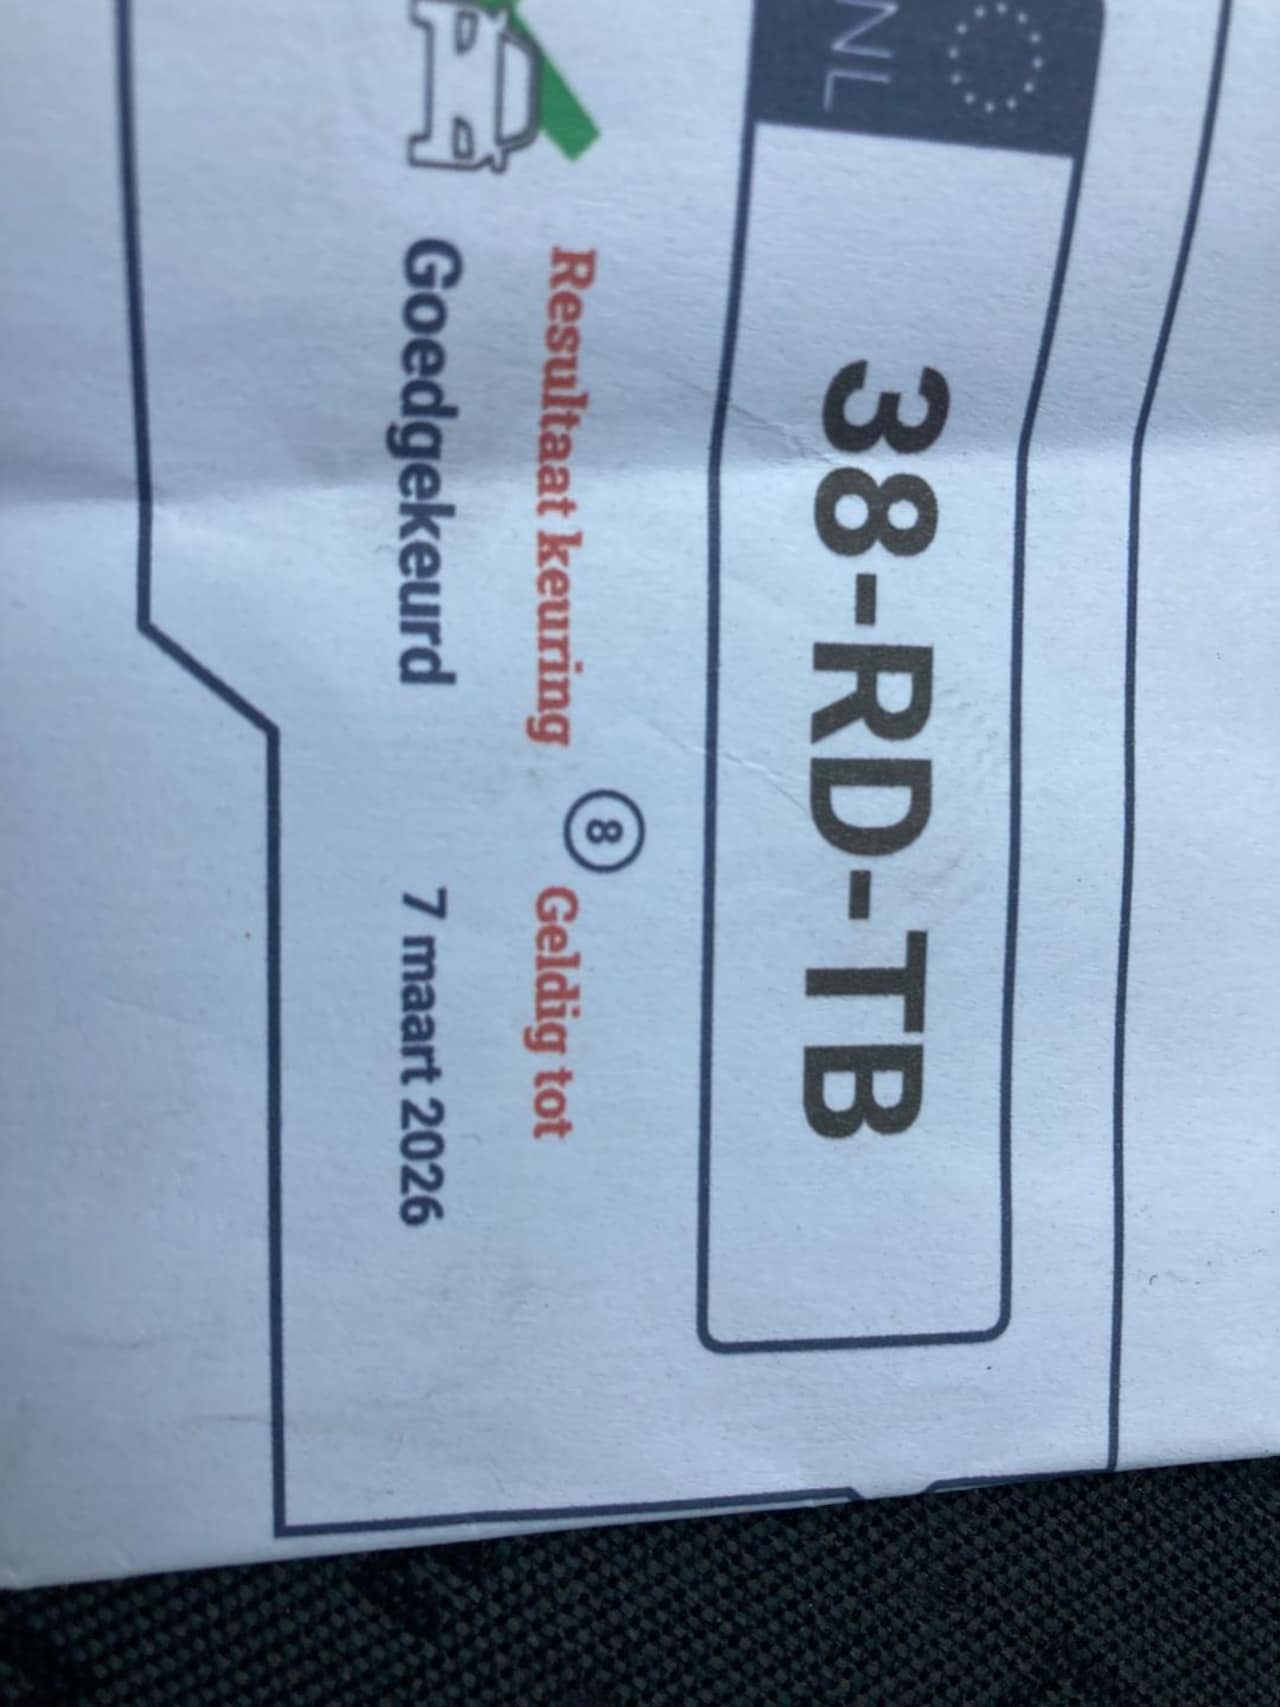 NL
38-RD-TB
Resultaat keuring
8 Geldig tot
Goedgekeurd
7 maart 2026